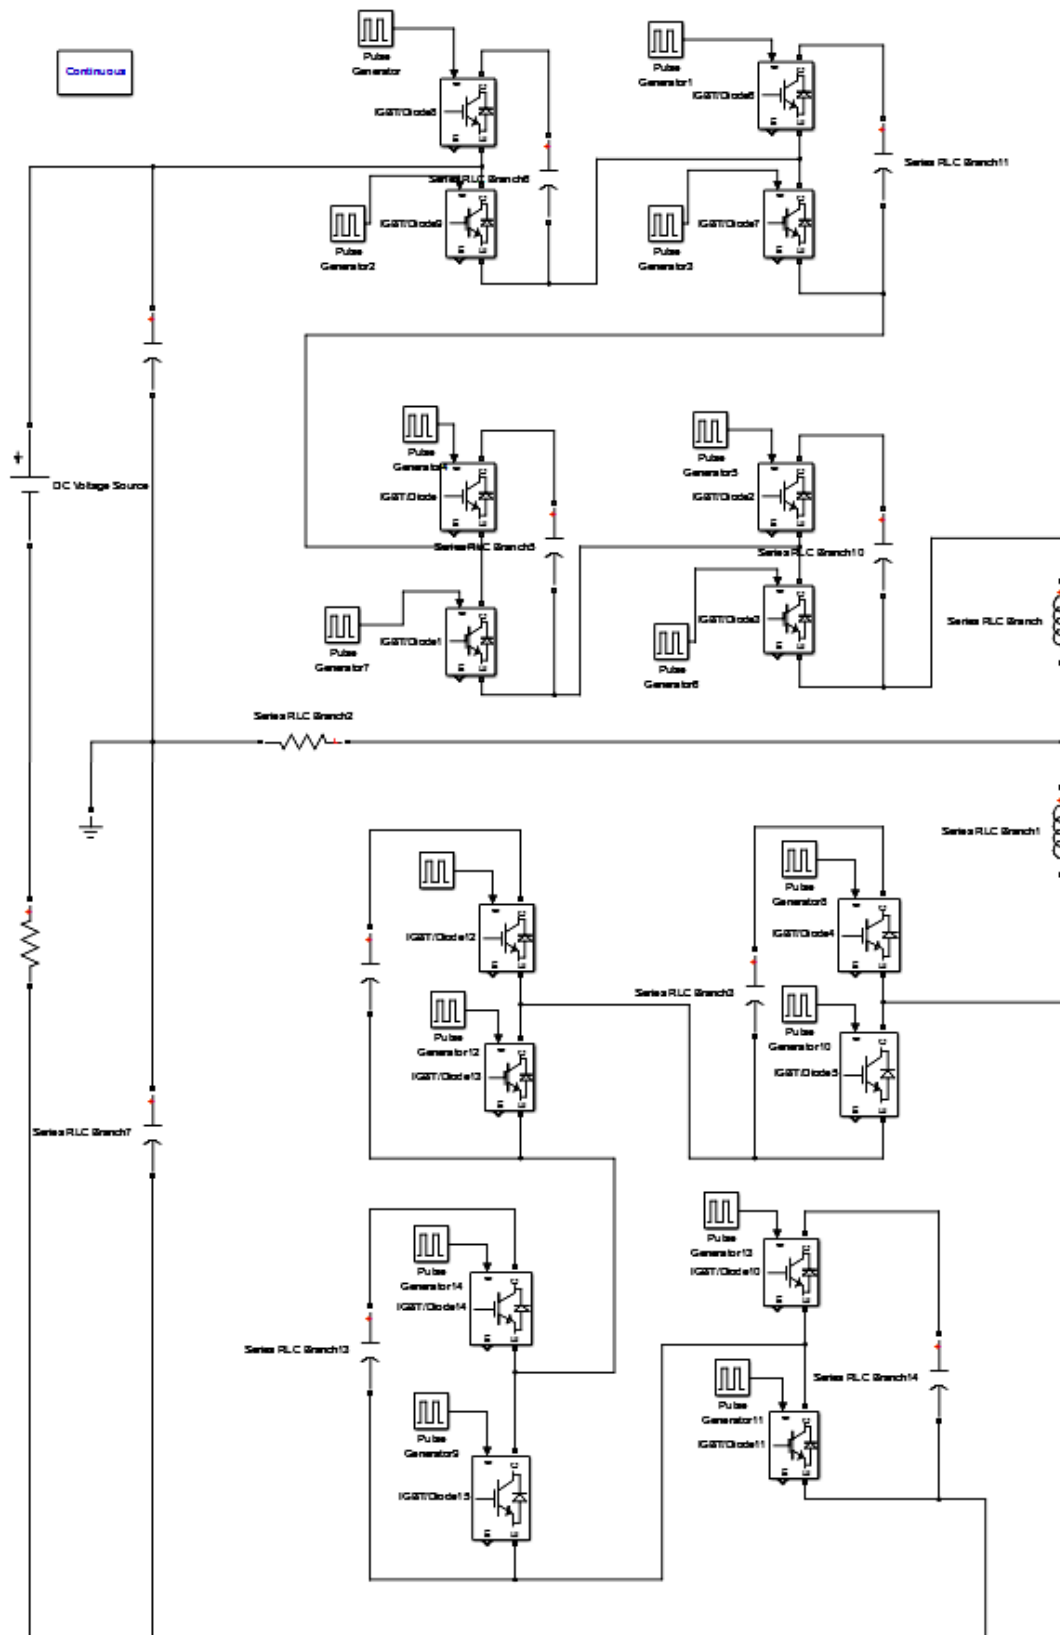 Continuous
Pulse
Generator
IGBT/Diode8
Pulse
Generator1
IGBT/Diode6
Series RLC Branch11
Series RLC Branch6
Pulse
Generator2
IGBT/Diode9
Pulse
Generator3
IGBT/Diode7
DC Voltage Source
Pulse
Generator4
IGBT/Diode
Pulse
Generator5
IGBT/Diode2
Series RLC Branch5
Series RLC Branch10
Pulse
Generator7
IGBT/Diode1
Pulse
Generator6
IGBT/Diode3
Series RLC Branch
Series RLC Branch2
Series RLC Branch1
IGBT/Diode12
Pulse
Generator8
IGBT/Diode4
Series RLC Branch3
Pulse
Generator12
IGBT/Diode13
Pulse
Generator10
IGBT/Diode5
Series RLC Branch7
Pulse
Generator14
IGBT/Diode14
Pulse
Generator13
IGBT/Diode10
Series RLC Branch13
Series RLC Branch14
Pulse
Generator9
IGBT/Diode15
Pulse
Generator11
IGBT/Diode11